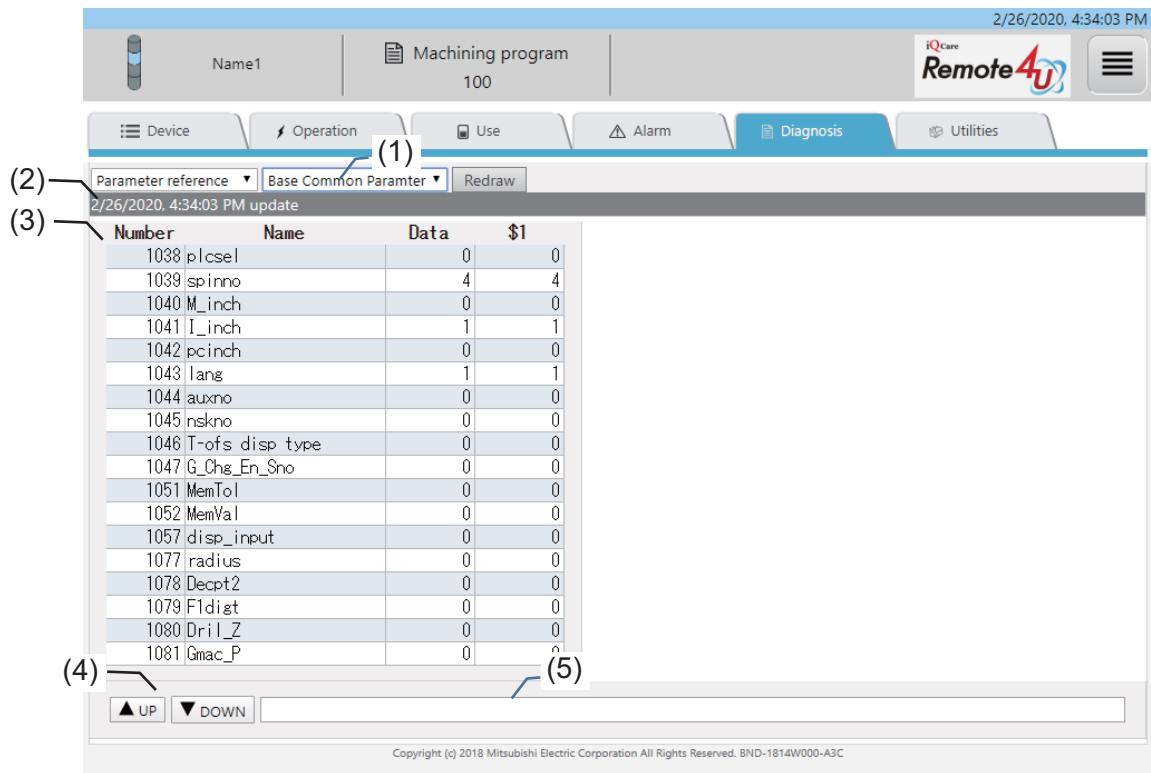 2/26/2020, 4:34:03 PM
Name1
Machining program
100
iQ Care
Remote4U
Device
Operation
Use
Alarm
Diagnosis
Utilities
(1)
(2)
Parameter reference ▼ Base Common Paramter ▼ Redraw
2/26/2020, 4:34:03 PM update
(3)
Number Name Data $1
1038 plcsel 0 0
1039 spinno 4 4
1040 M_inch 0 0
1041 I_inch 1 1
1042 pcinch 0 0
1043 lang 1 1
1044 auxno 0 0
1045 nskno 0 0
1046 T-ofs disp type 0 0
1047 G_Chg_En_Sno 0 0
1051 MemTol 0 0
1052 MemVal 0 0
1057 disp_input 0 0
1077 radius 0 0
1078 Decpt2 0 0
1079 F1digt 0 0
1080 Dril_Z 0 0
1081 Gmac_P 0
(4)
(5)
▲ UP ▼ DOWN
Copyright (c) 2018 Mitsubishi Electric Corporation All Rights Reserved. BND-1814W000-A3C